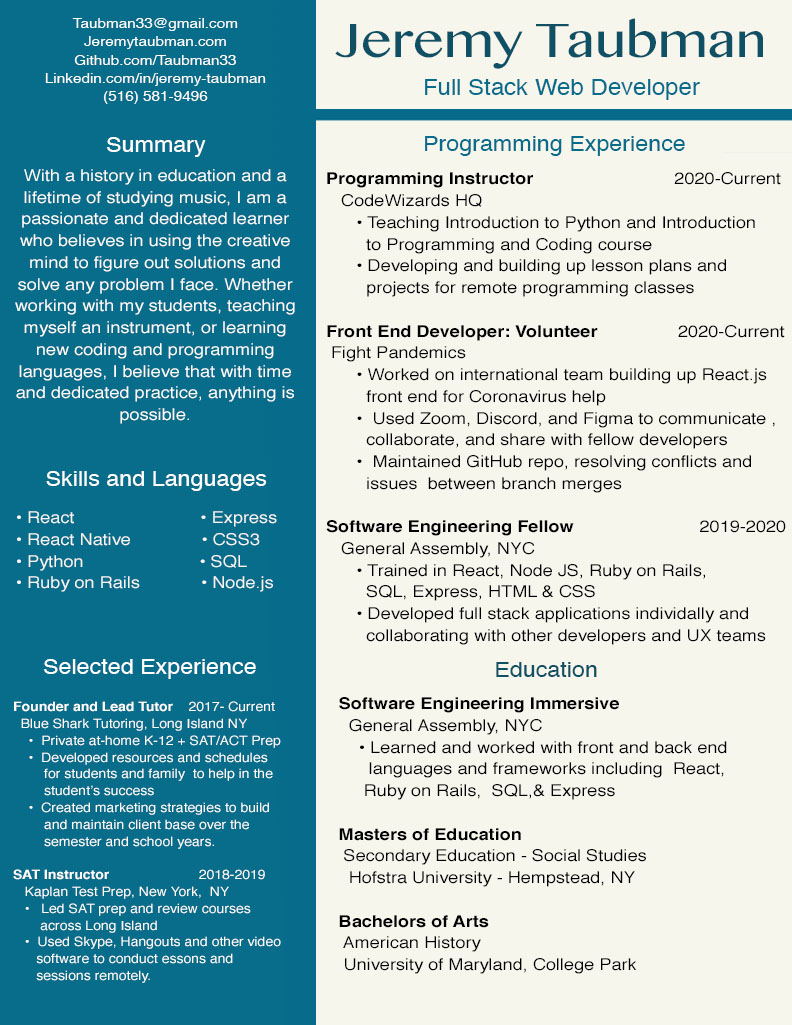 Taubman33@gmail.com
Jeremytaubman.com
Github.com/Taubman33
Linkedin.com/in/jeremy-taubman
(516) 581-9496
Summary
With a history in education and a
lifetime of studying music, I am a
passionate and dedicated learner
who believes in using the creative
mind to figure out solutions and
solve any problem I face. Whether
working with my students, teaching
myself an instrument, or learning
new coding and programming
languages, I believe that with time
and dedicated practice, anything is
possible.
Skills and Languages
• React • Express
• React Native • CSS3
• Python • SQL
• Ruby on Rails • Node.js
Selected Experience
Founder and Lead Tutor 2017- Current
Blue Shark Tutoring, Long Island NY
• Private at-home K-12 + SAT/ACT Prep
• Developed resources and schedules
for students and family to help in the
student's success
• Created marketing strategies to build
and maintain client base over the
semester and school years.
SAT Instructor 2018-2019
Kaplan Test Prep, New York, NY
• Led SAT prep and review courses
across Long Island
• Used Skype, Hangouts and other video
software to conduct essons and
sessions remotely.
Jeremy Taubman
Full Stack Web Developer
Programming Experience
Programming Instructor 2020-Current
CodeWizards HQ
• Teaching Introduction to Python and Introduction
to Programming and Coding course
• Developing and building up lesson plans and
projects for remote programming classes
Front End Developer: Volunteer 2020-Current
Fight Pandemics
• Worked on international team building up React.js
front end for Coronavirus help
• Used Zoom, Discord, and Figma to communicate ,
collaborate, and share with fellow developers
• Maintained GitHub repo, resolving conflicts and
issues between branch merges
Software Engineering Fellow 2019-2020
General Assembly, NYC
• Trained in React, Node JS, Ruby on Rails,
SQL, Express, HTML & CSS
• Developed full stack applications individally and
collaborating with other developers and UX teams
Education
Software Engineering Immersive
General Assembly, NYC
• Learned and worked with front and back end
languages and frameworks including React,
Ruby on Rails, SQL,& Express
Masters of Education
Secondary Education - Social Studies
Hofstra University - Hempstead, NY
Bachelors of Arts
American History
University of Maryland, College Park